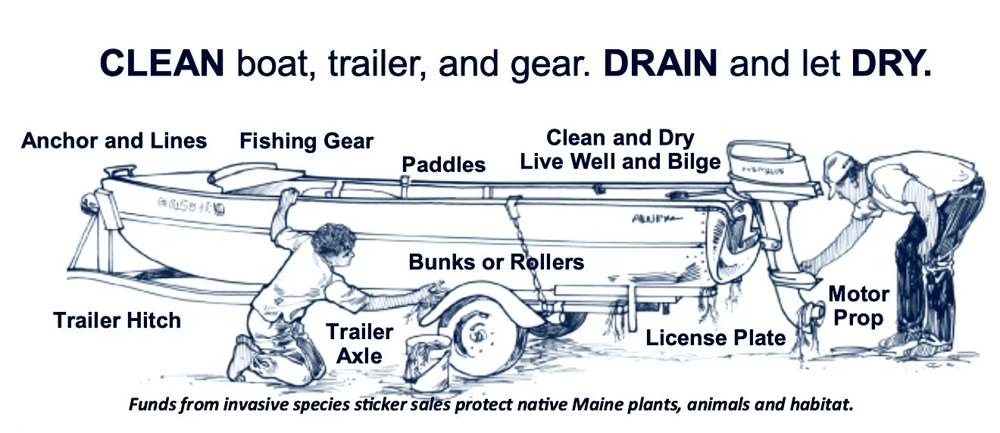 CLEAN boat, trailer, and gear. DRAIN and let DRY.
Anchor and Lines
Fishing Gear
Paddles
Clean and Dry
Live Well and Bilge
Bunks or Rollers
Trailer Hitch
Trailer
Axle
License Plate
Motor
Prop
Funds from invasive species sticker sales protect native Maine plants, animals and habitat.